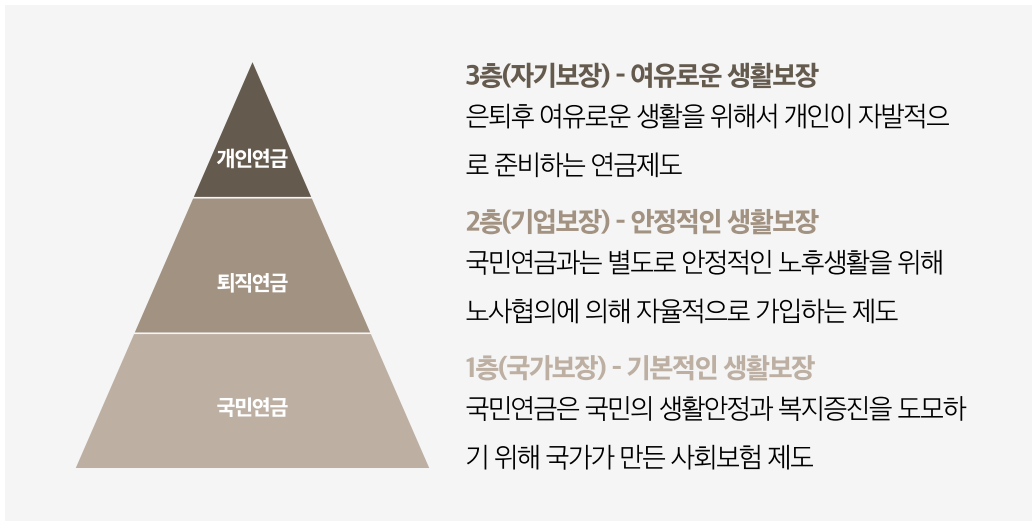 개인연금
퇴직연금
국민연금
3층(자기보장) - 여유로운 생활보장
은퇴후 여유로운 생활을 위해서 개인이 자발적으
로 준비하는 연금제도
2층(기업보장) - 안정적인 생활보장
국민연금과는 별도로 안정적인 노후생활을 위해
노사협의에 의해 자율적으로 가입하는 제도
1층(국가보장) - 기본적인 생활보장
국민연금은 국민의 생활안정과 복지증진을 도모하
기 위해 국가가 만든 사회보험 제도